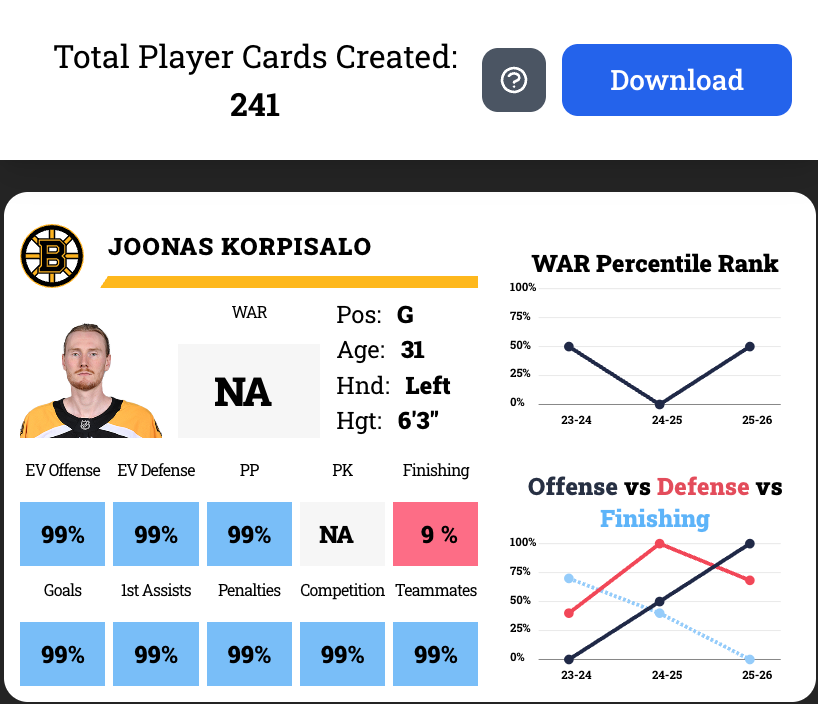 Total Player Cards Created:
241
Download
B
JOONAS KORPISALO
WAR
NA
Pos: G
Age: 31
Hnd: Left
Hgt: 6'3"
EV Offense EV Defense PP PK Finishing
99% 99% 99% NA 9 %
Goals 1st Assists Penalties Competition Teammates
99% 99% 99% 99% 99%
WAR Percentile Rank
100%
75%
50%
25%
0%
23-24 24-25 25-26
Offense vs Defense vs
Finishing
100%
75%
50%
25%
0%
23-24 24-25 25-26